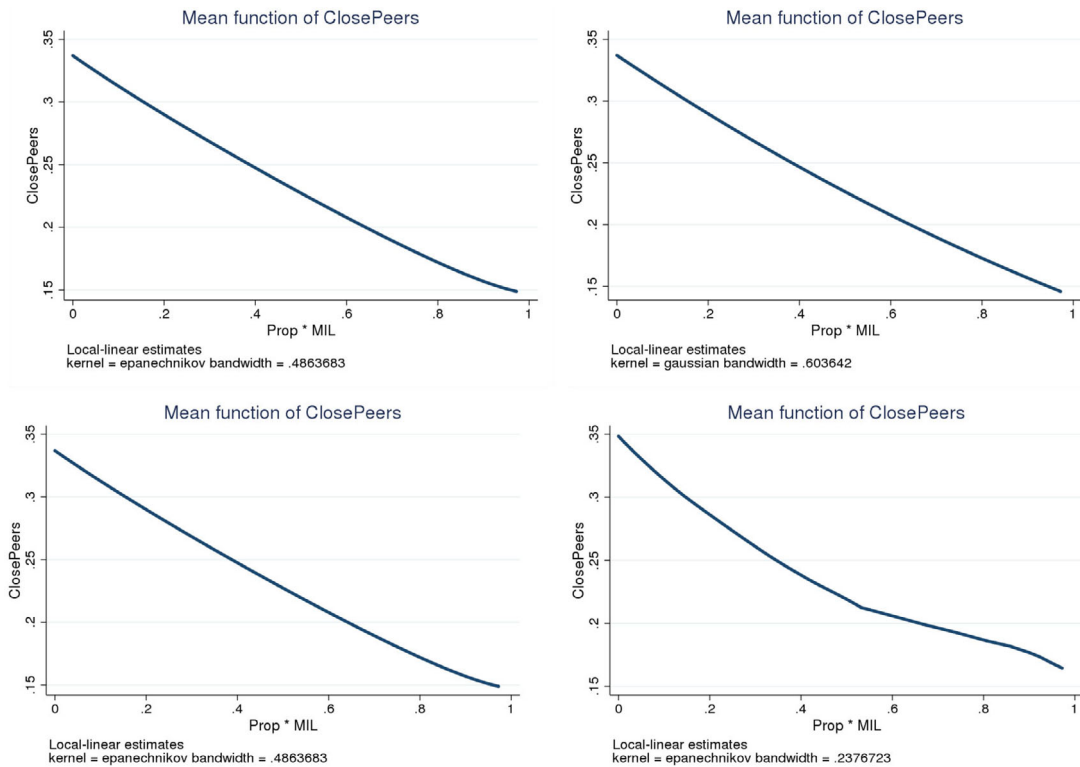 Mean function of ClosePeers
ClosePeers
.35
.3
.25
.2
.15
0 .2 .4 .6 .8 1
Prop * MIL
Local-linear estimates
kernel = epanechnikov bandwidth = .4863683
Mean function of ClosePeers
ClosePeers
.35
.3
.25
.2
.15
0 .2 .4 .6 .8 1
Prop * MIL
Local-linear estimates
kernel = gaussian bandwidth = .603642
Mean function of ClosePeers
ClosePeers
.35
.3
.25
.2
.15
0 .2 .4 .6 .8 1
Prop * MIL
Local-linear estimates
kernel = epanechnikov bandwidth = .4863683
Mean function of ClosePeers
ClosePeers
.35
.3
.25
.2
.15
0 .2 .4 .6 .8 1
Prop * MIL
Local-linear estimates
kernel = epanechnikov bandwidth = .2376723